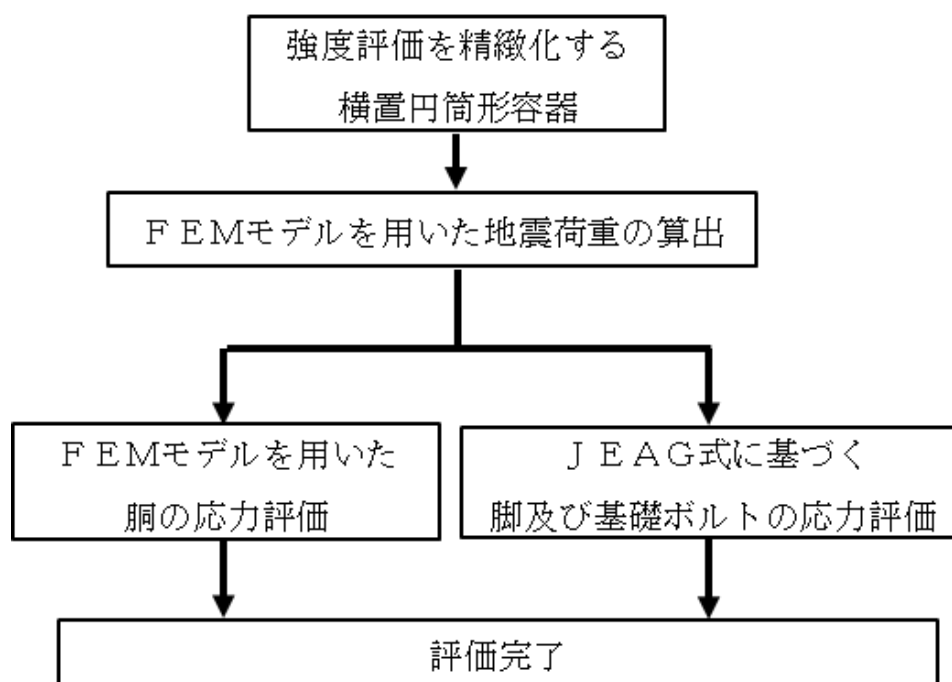 強度評価を精緻化する
横置円筒形容器
ＦＥＭモデルを用いた地震荷重の算出
ＦＥＭモデルを用いた
胴の応力評価
ＪＥＡＧ式に基づく
脚及び基礎ボルトの応力評価
評価完了